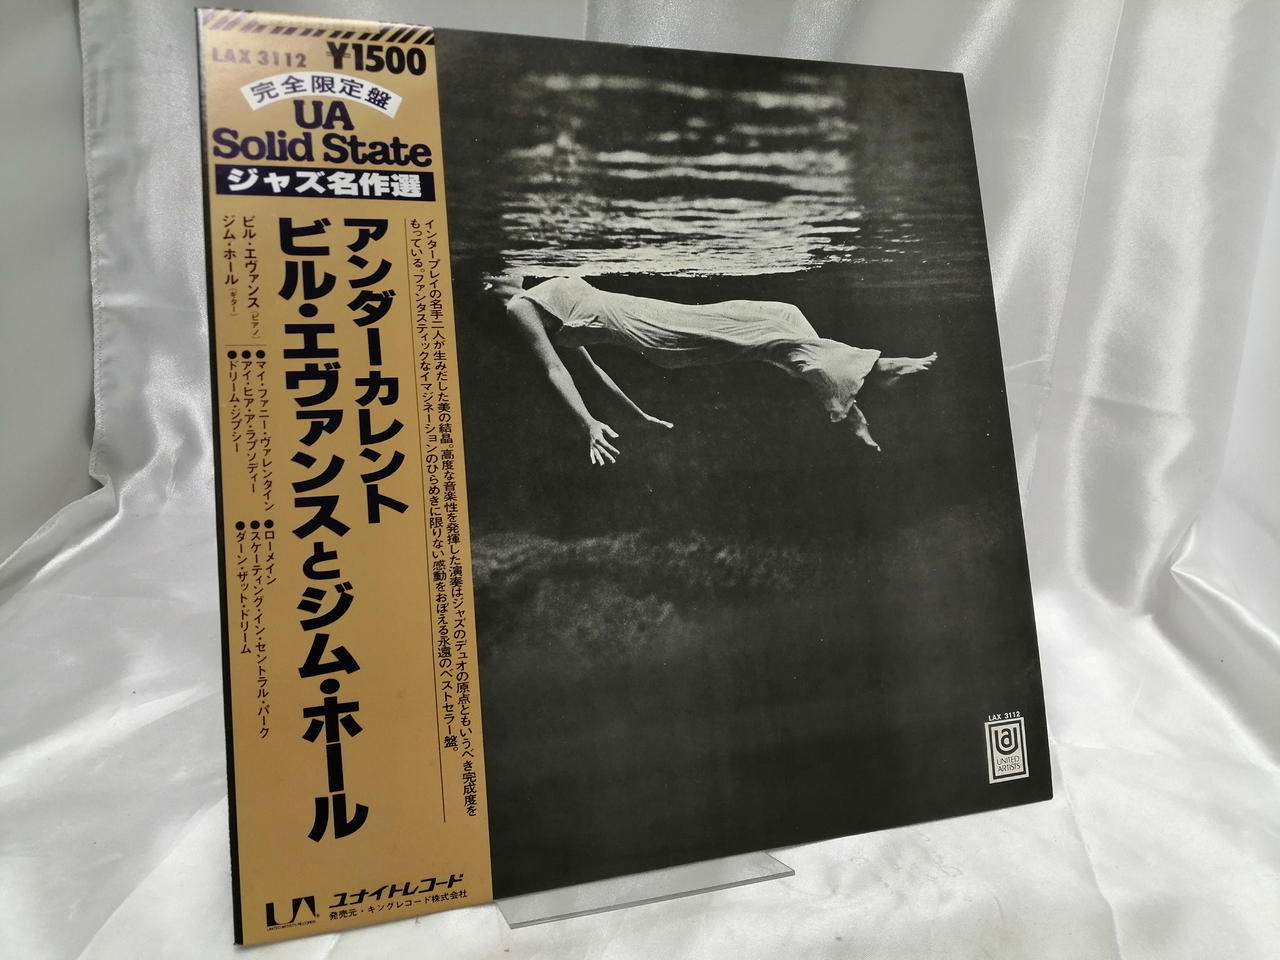 LAX 3112 ¥1500
完全限定盤
UA
Solid State
ジャズ名作選
インタープレイの名手二人が生みだした美の結晶。高度な音楽性を発揮した演奏はジャズのデュオの原点ともいうべき完成度を
もっている。ファンタスティックなイマジネーションのひらめきに限りない感動をおぼえる永遠のベストセラー盤。
アンダーカレント
ビル・エヴァンスとジム・ホール
ビル・エヴァンス(ピアノ)
ジム・ホール(ギター)
●マイ・ファニー・ヴァレンタイン
●アイ・ヒア・ア・ラプソディー
●ドリーム・ジプシー
●ローメイン
●スケーティング・イン・セントラル・パーク
●ダーン・ザット・ドリーム
UA
UNITED ARTISTS RECORDS
ユナイトレコード
発売元・キングレコード株式会社
LAX 3112
UA
UNITED
ARTISTS